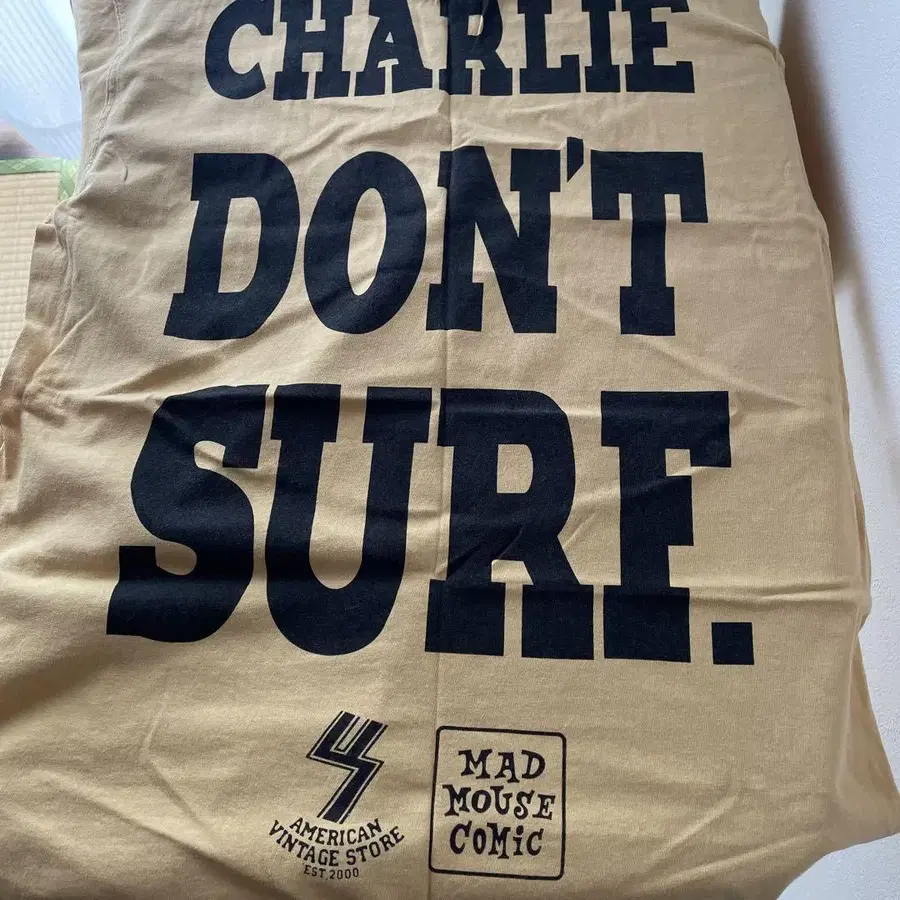 CHARLIE
DON'T
SURF.
AMERICAN
VINTAGE STORE
EST.2000
MAD
MOUSE
COMiC